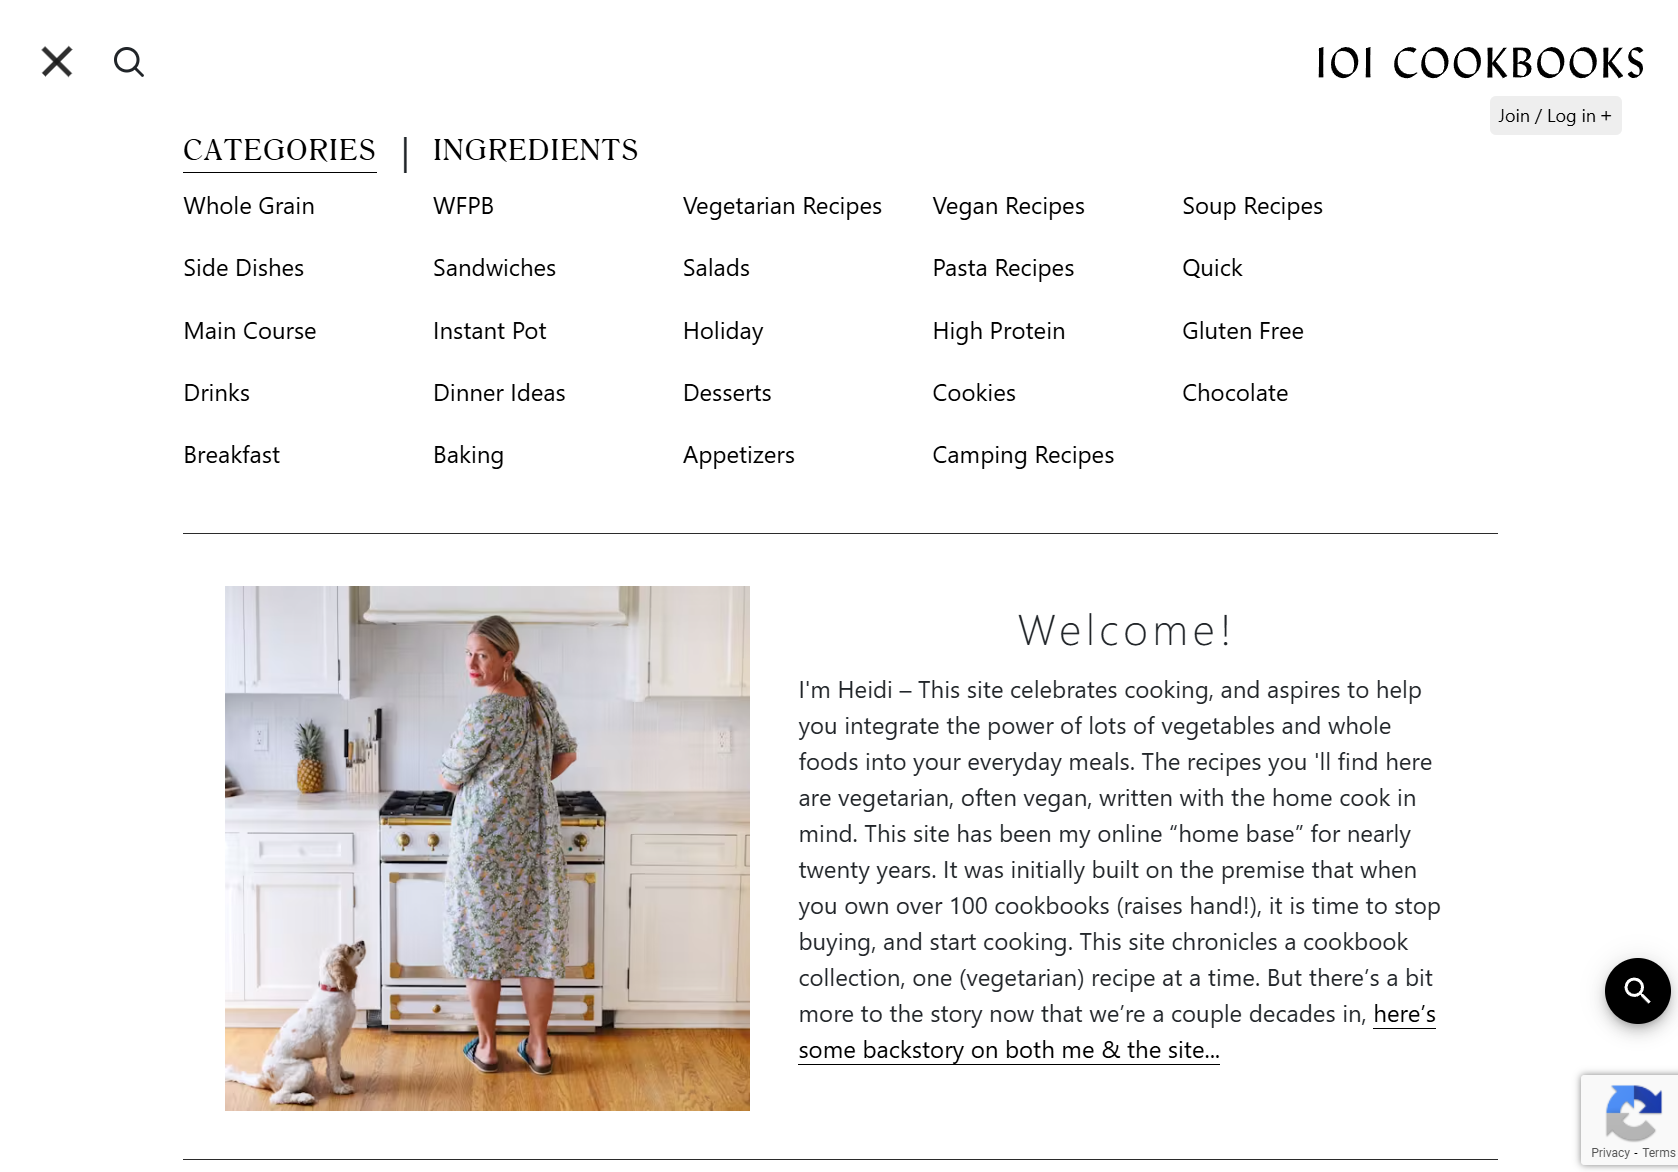 101 COOKBOOKS
Join / Log in +
CATEGORIES | INGREDIENTS
Whole Grain WFPB Vegetarian Recipes Vegan Recipes Soup Recipes
Side Dishes Sandwiches Salads Pasta Recipes Quick
Main Course Instant Pot Holiday High Protein Gluten Free
Drinks Dinner Ideas Desserts Cookies Chocolate
Breakfast Baking Appetizers Camping Recipes
Welcome!
I'm Heidi – This site celebrates cooking, and aspires to help
you integrate the power of lots of vegetables and whole
foods into your everyday meals. The recipes you 'll find here
are vegetarian, often vegan, written with the home cook in
mind. This site has been my online “home base” for nearly
twenty years. It was initially built on the premise that when
you own over 100 cookbooks (raises hand!), it is time to stop
buying, and start cooking. This site chronicles a cookbook
collection, one (vegetarian) recipe at a time. But there’s a bit
more to the story now that we’re a couple decades in, here’s
some backstory on both me & the site...
Privacy - Terms